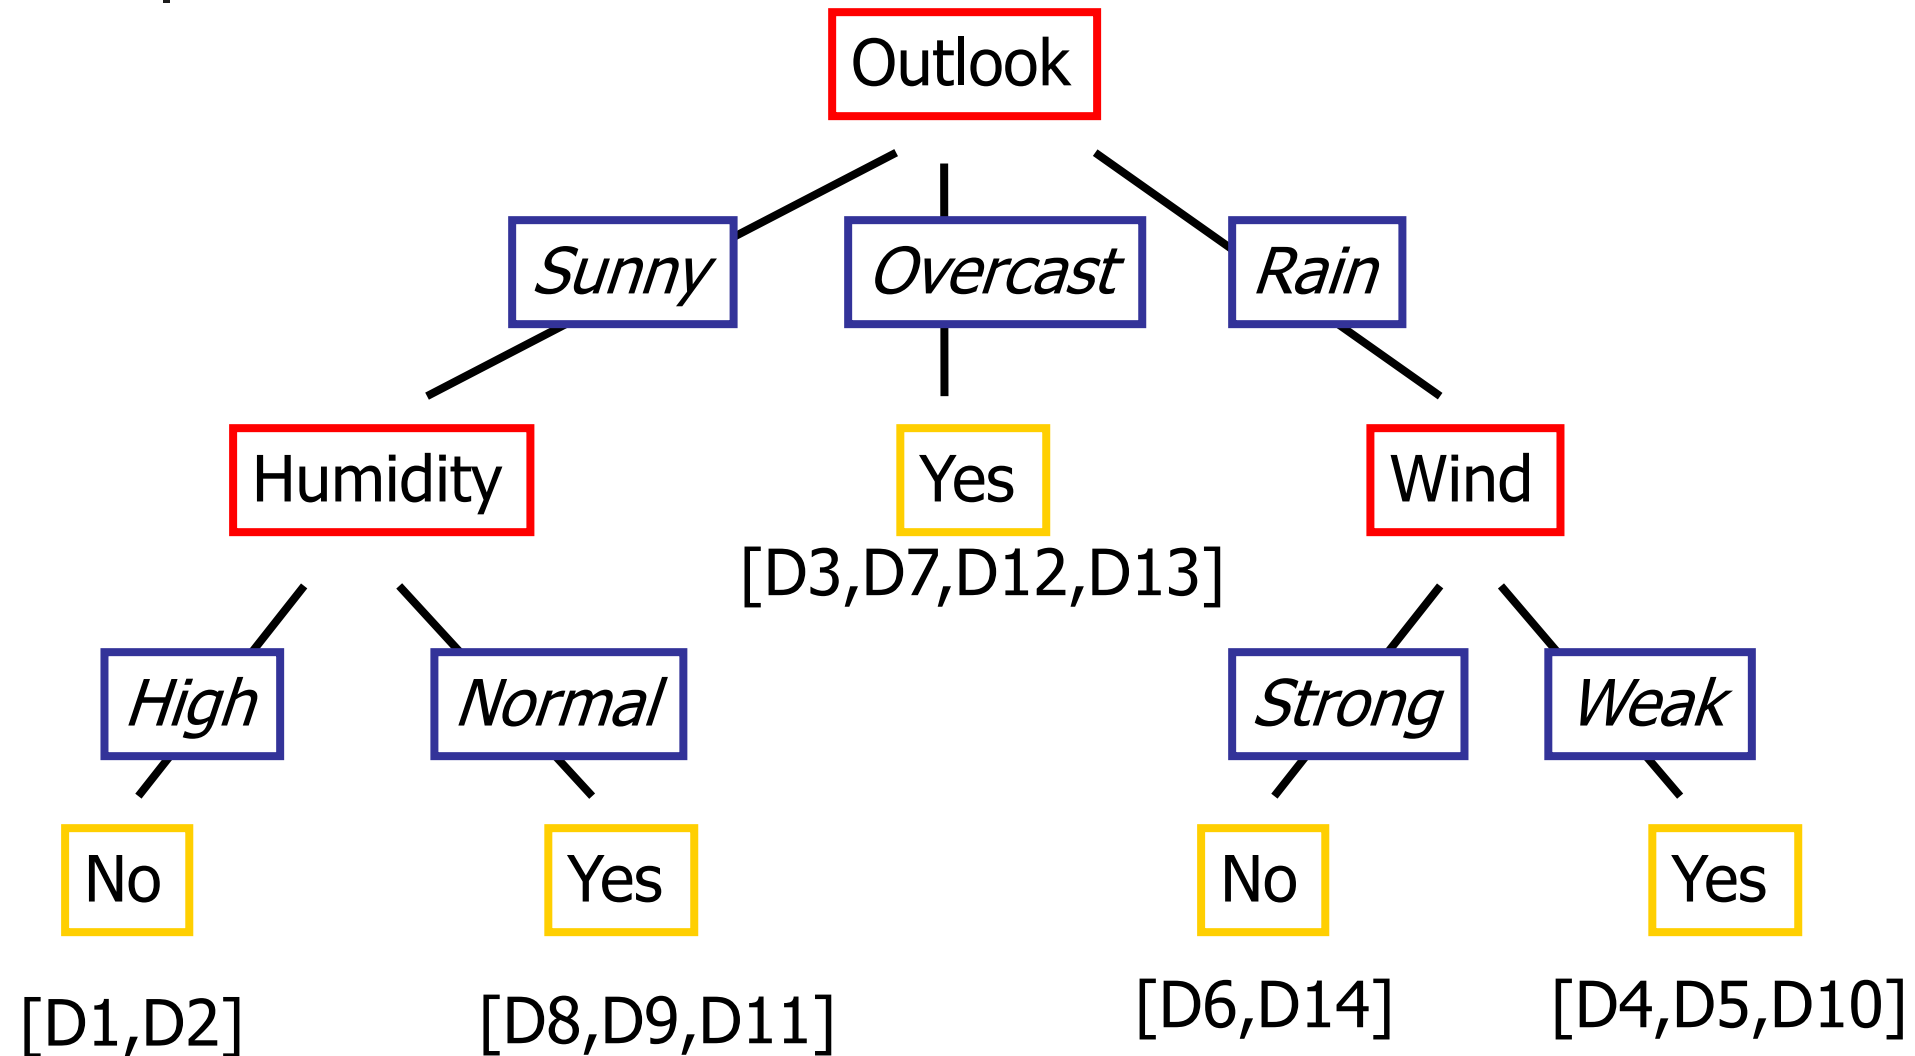 Outlook
Sunny Overcast Rain
Humidity Yes Wind
[D3,D7,D12,D13]
High Normal Strong Weak
No Yes No Yes
[D1,D2] [D8,D9,D11] [D6,D14] [D4,D5,D10]